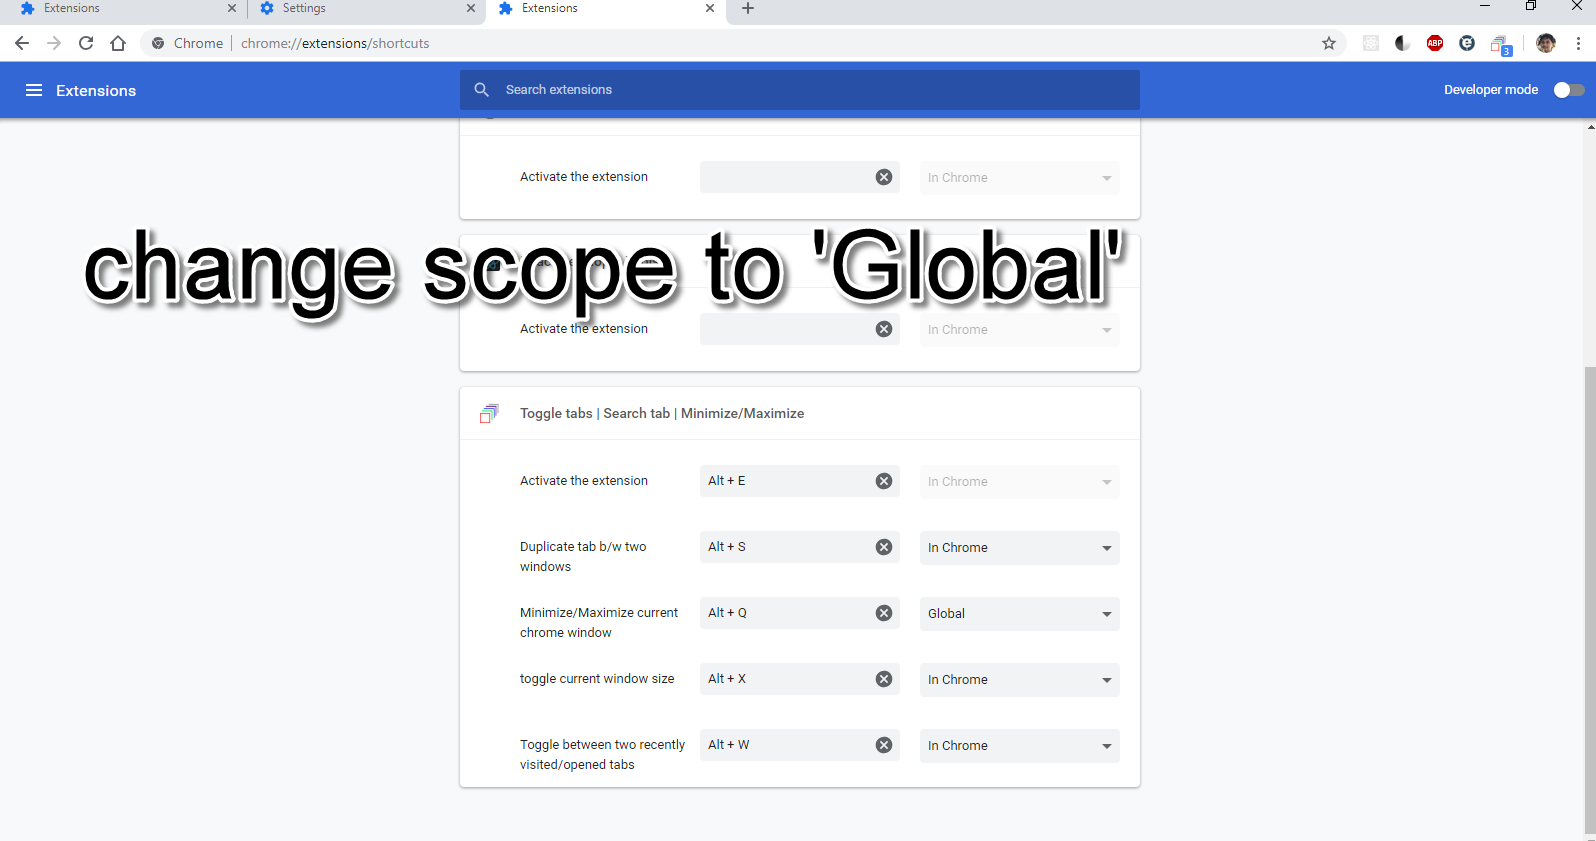 Extensions
Settings
Extensions
Chrome
chrome://extensions/shortcuts
ABP
3
Extensions
Search extensions
Developer mode
Activate the extension
In Chrome
change scope to 'Global'
Activate the extension
In Chrome
Toggle tabs | Search tab | Minimize/Maximize
Activate the extension
Alt + E
In Chrome
Duplicate tab b/w two
windows
Alt + S
In Chrome
Minimize/Maximize current
chrome window
Alt + Q
Global
toggle current window size
Alt + X
In Chrome
Toggle between two recently
visited/opened tabs
Alt + W
In Chrome